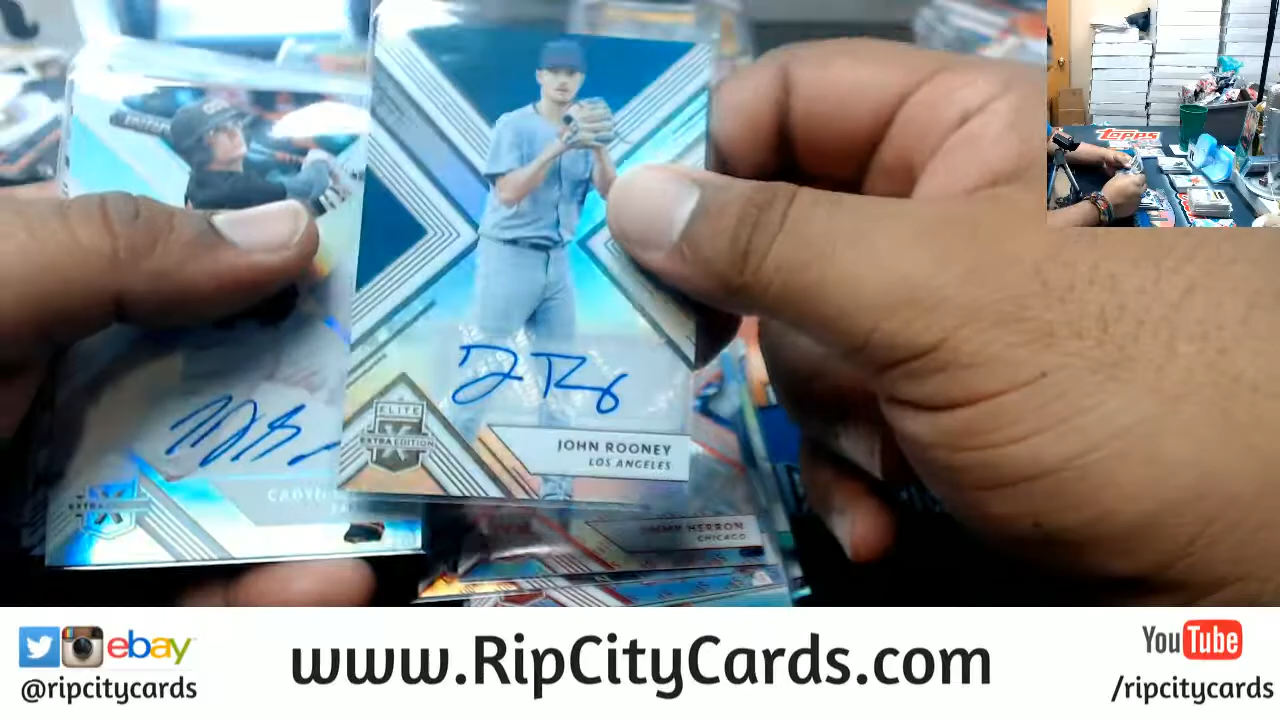 Topps
JOHN ROONEY
LOS ANGELES
ELITE
EXTRA EDITION
HERRON
CHICAGO
ebay
@ripcitycards
www.RipCityCards.com
YouTube
/ripcitycards